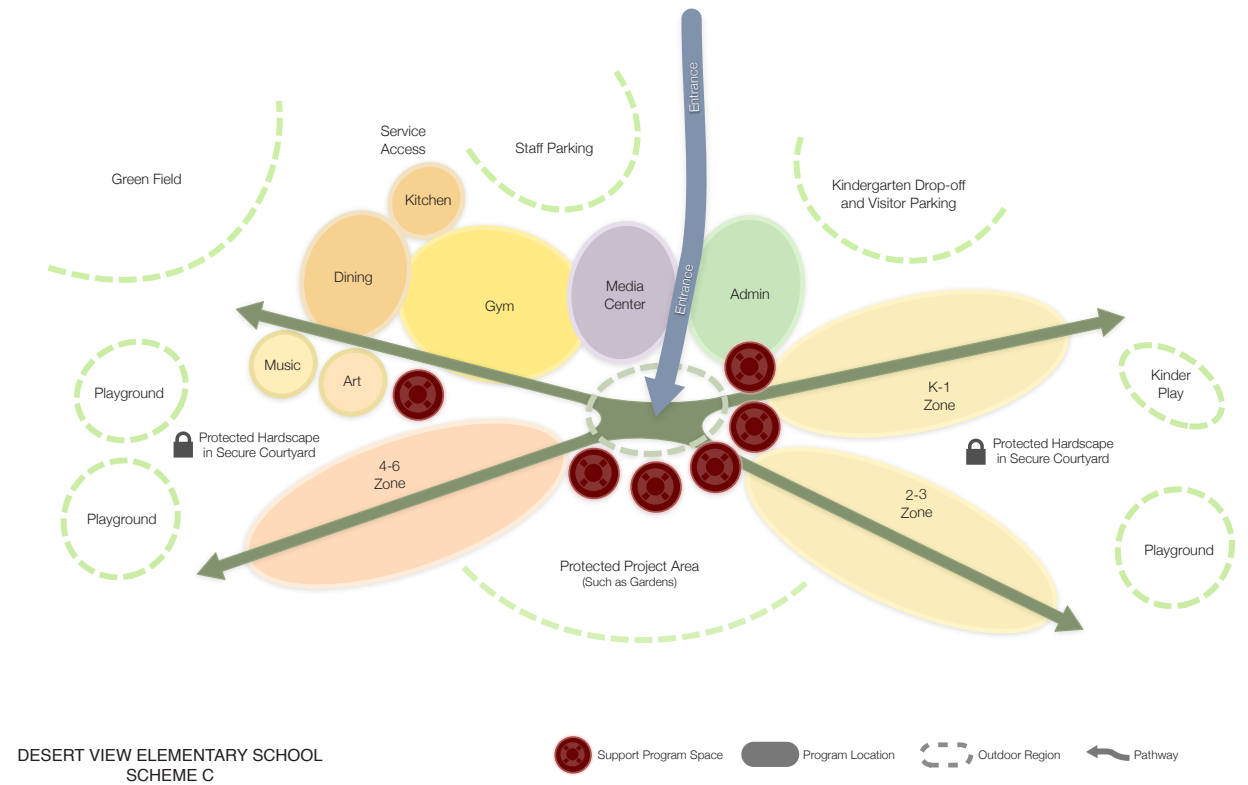 Entrance
Service
Access
Staff Parking
Green Field
Kindergarten Drop-off
and Visitor Parking
Kitchen
Dining
Gym
Media
Center
Entrance
Admin
Music
Art
Playground
K-1
Zone
Kinder
Play
Protected Hardscape
in Secure Courtyard
4-6
Zone
Protected Hardscape
in Secure Courtyard
2-3
Zone
Playground
Playground
Protected Project Area
(Such as Gardens)
DESERT VIEW ELEMENTARY SCHOOL
SCHEME C
Support Program Space
Program Location
Outdoor Region
Pathway